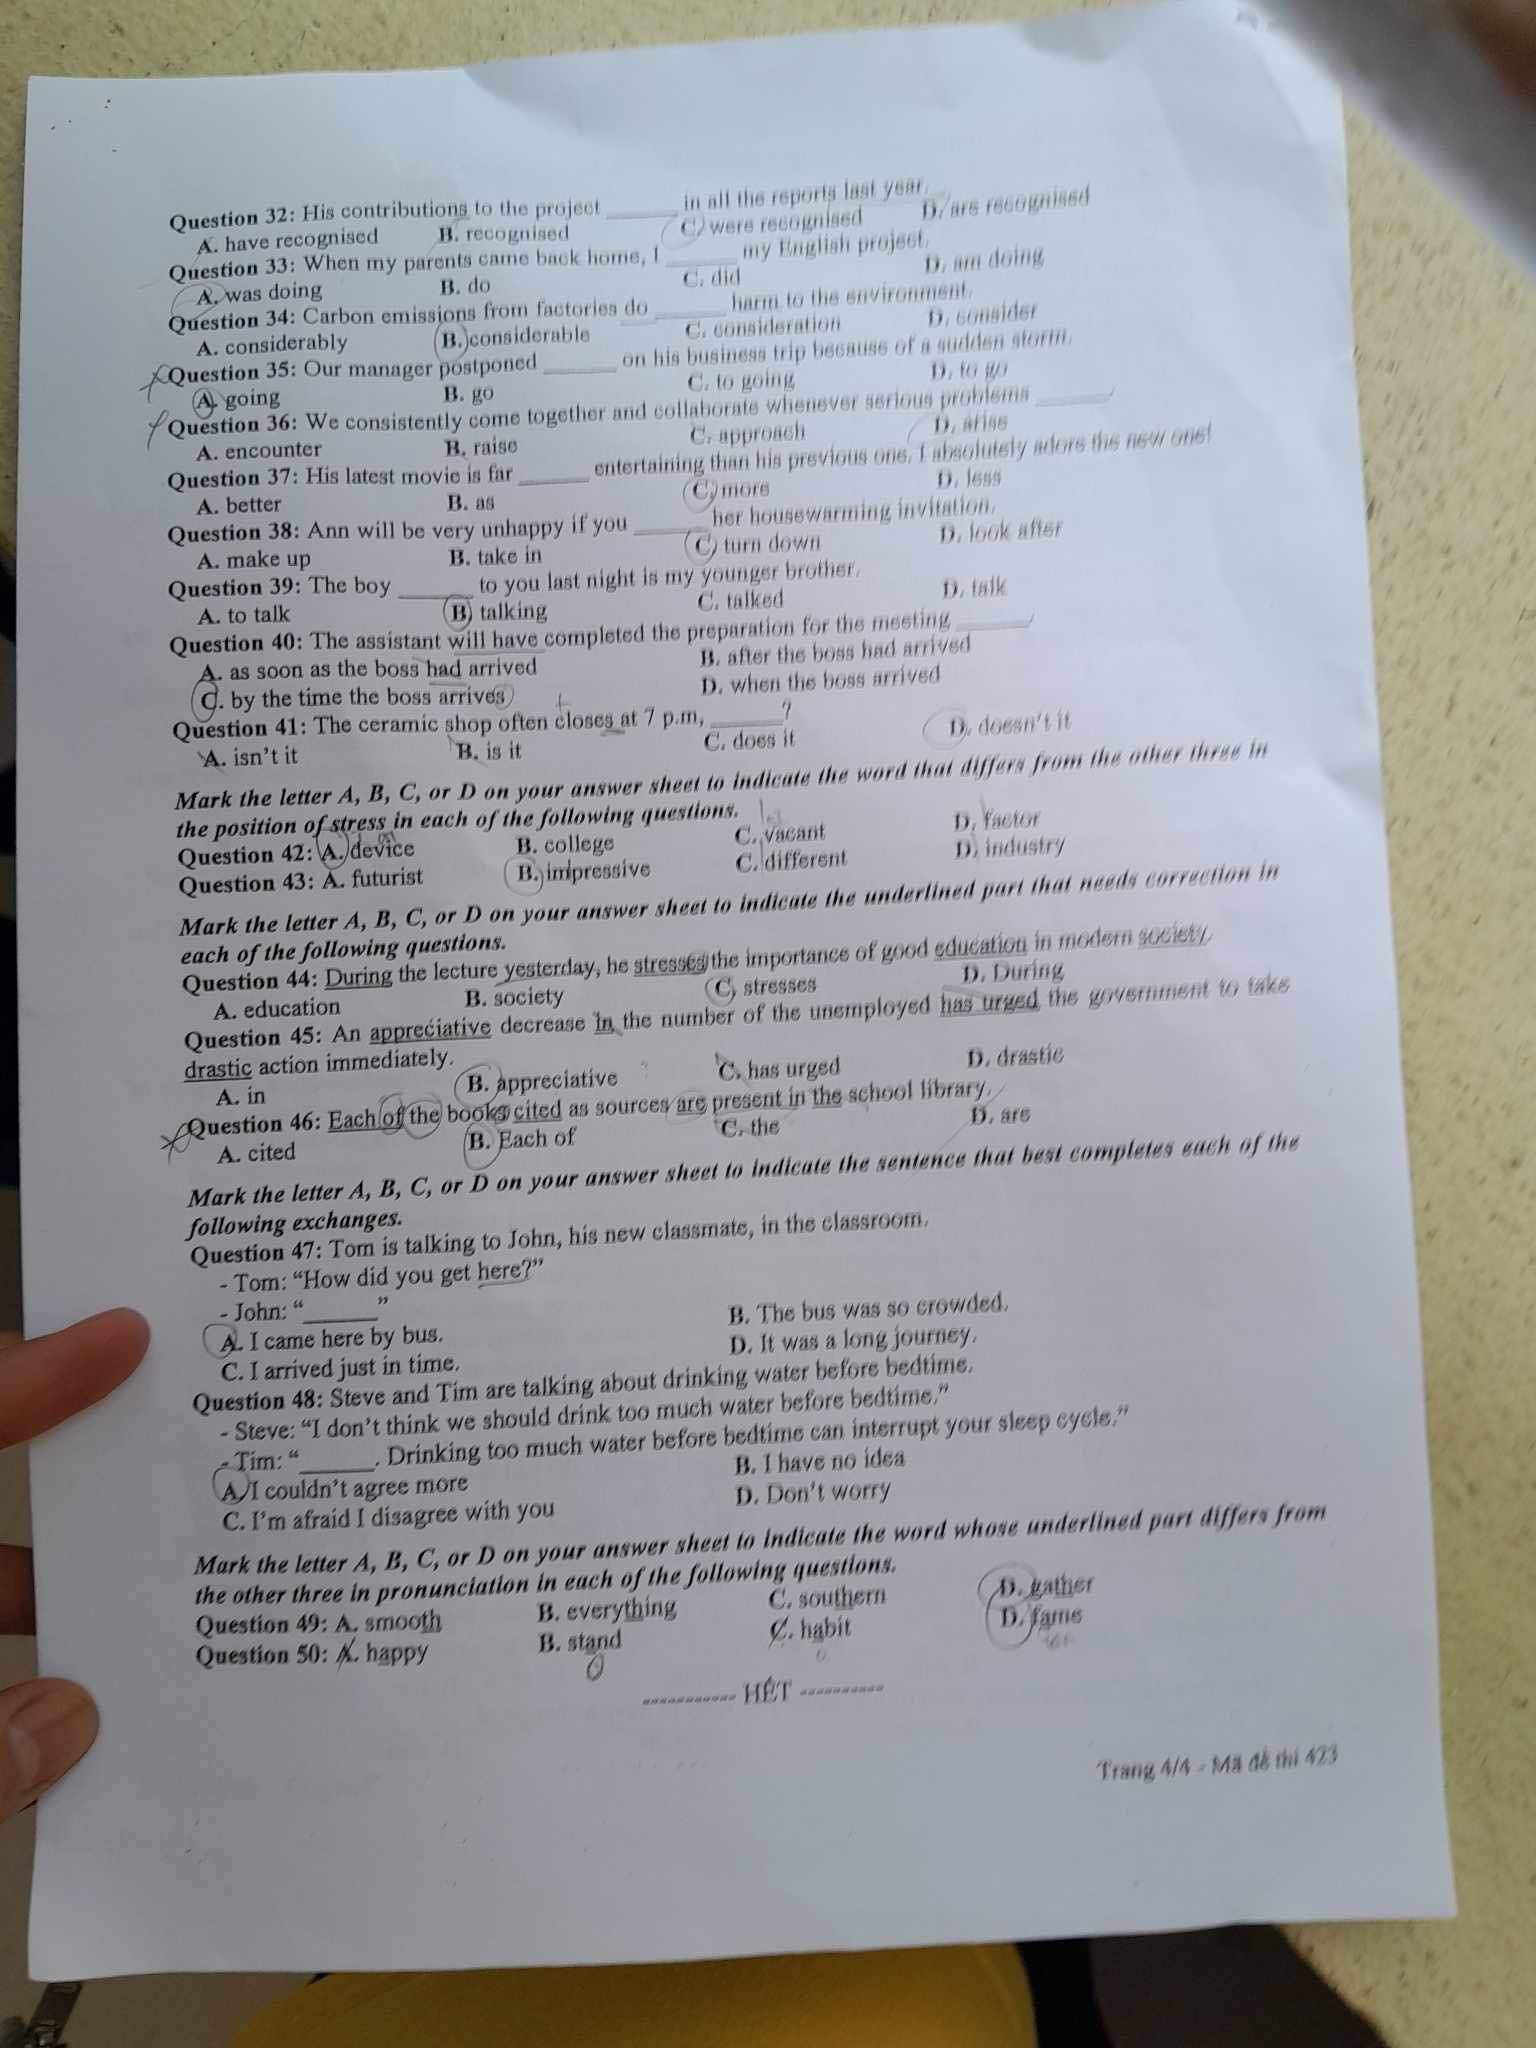 Question 32: His contributions to the project ______ in all the reports last year.
A. have recognised B. recognised C. were recognised D. are recognised
Question 33: When my parents came back home, I ______ my English project.
A. was doing B. do C. did D. am doing
Question 34: Carbon emissions from factories do ______ harm to the environment.
A. considerably B. considerable C. consideration D. consider
Question 35: Our manager postponed ______ on his business trip because of a sudden storm.
A. going B. go C. to going D. to go
Question 36: We consistently come together and collaborate whenever serious problems ______.
A. encounter B. raise C. approach D. arise
Question 37: His latest movie is far ______ entertaining than his previous one. I absolutely adore the new one!
A. better B. as C. more D. less
Question 38: Ann will be very unhappy if you ______ her housewarming invitation.
A. make up B. take in C. turn down D. look after
Question 39: The boy ______ to you last night is my younger brother.
A. to talk B. talking C. talked D. talk
Question 40: The assistant will have completed the preparation for the meeting ______.
A. as soon as the boss had arrived B. after the boss had arrived
C. by the time the boss arrives D. when the boss arrived
Question 41: The ceramic shop often closes at 7 p.m, ______?
A. isn't it B. is it C. does it D. doesn't it
Mark the letter A, B, C, or D on your answer sheet to indicate the word that differs from the other three in
the position of stress in each of the following questions.
Question 42: A. device B. college C. vacant D. factor
Question 43: A. futurist B. impressive C. different D. industry
Mark the letter A, B, C, or D on your answer sheet to indicate the underlined part that needs correction in
each of the following questions.
Question 44: During the lecture yesterday, he stresses the importance of good education in modern society.
A. education B. society C. stresses D. During
Question 45: An appreciative decrease in the number of the unemployed has urged the government to take
drastic action immediately.
A. in B. appreciative C. has urged D. drastic
Question 46: Each of the books cited as sources are present in the school library.
A. cited B. Each of C. the D. are
Mark the letter A, B, C, or D on your answer sheet to indicate the sentence that best completes each of the
following exchanges.
Question 47: Tom is talking to John, his new classmate, in the classroom.
- Tom: “How did you get here?”
- John: “______”
A. I came here by bus. B. The bus was so crowded.
C. I arrived just in time. D. It was a long journey.
Question 48: Steve and Tim are talking about drinking water before bedtime.
- Steve: “I don't think we should drink too much water before bedtime.”
- Tim: “______. Drinking too much water before bedtime can interrupt your sleep cycle.”
A. I couldn't agree more B. I have no idea
C. I'm afraid I disagree with you D. Don't worry
Mark the letter A, B, C, or D on your answer sheet to indicate the word whose underlined part differs from
the other three in pronunciation in each of the following questions.
Question 49: A. smooth B. everything C. southern D. gather
Question 50: A. happy B. stand C. habit D. fame
----------- HẾT ----------
Trang 4/4 - Mã đề thi 423